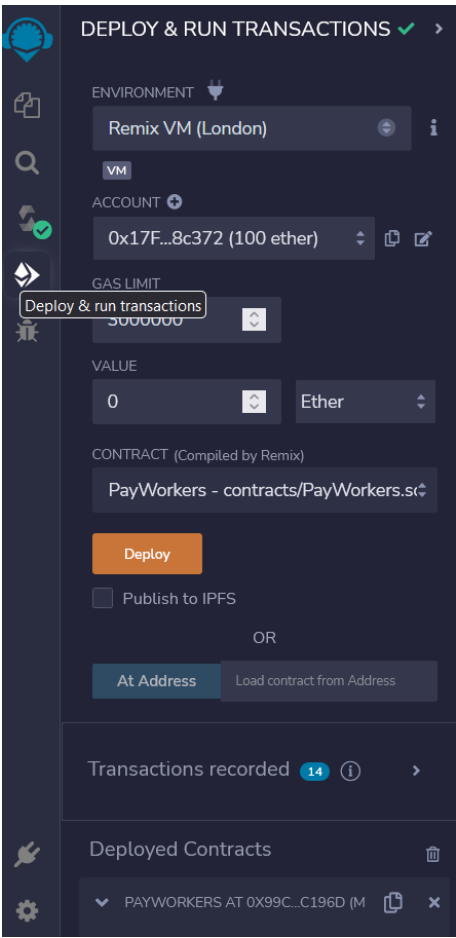 DEPLOY & RUN TRANSACTIONS
ENVIRONMENT
Remix VM (London)
VM
ACCOUNT
0x17F...8c372 (100 ether)
GAS LIMIT
Deploy & run transactions
3000000
VALUE
0 Ether
CONTRACT (Compiled by Remix)
PayWorkers - contracts/PayWorkers.so
Deploy
Publish to IPFS
OR
At Address Load contract from Address
Transactions recorded 14
Deployed Contracts
PAYWORKERS AT 0X99C...C196D (M